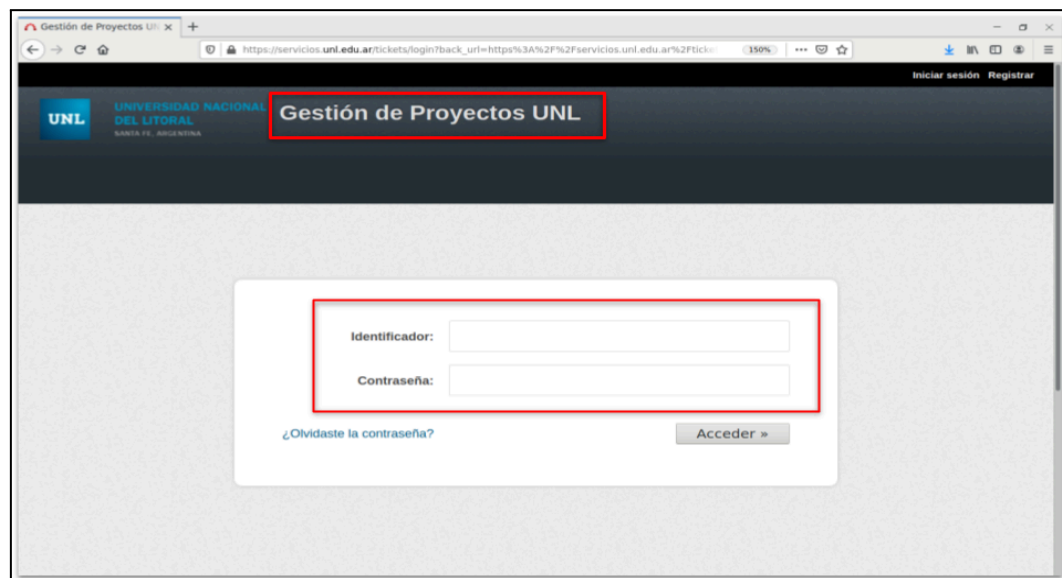 Gestión de Proyectos UN
https://servicios.unl.edu.ar/tickets/login?back_url=https%3A%2F%2Fservicios.unl.edu.ar%2Fticke
150%
Iniciar sesión Registrar
UNL
UNIVERSIDAD NACIONAL
DEL LITORAL
SANTA FE, ARGENTINA
Gestión de Proyectos UNL
Identificador:
Contraseña:
¿Olvidaste la contraseña?
Acceder »